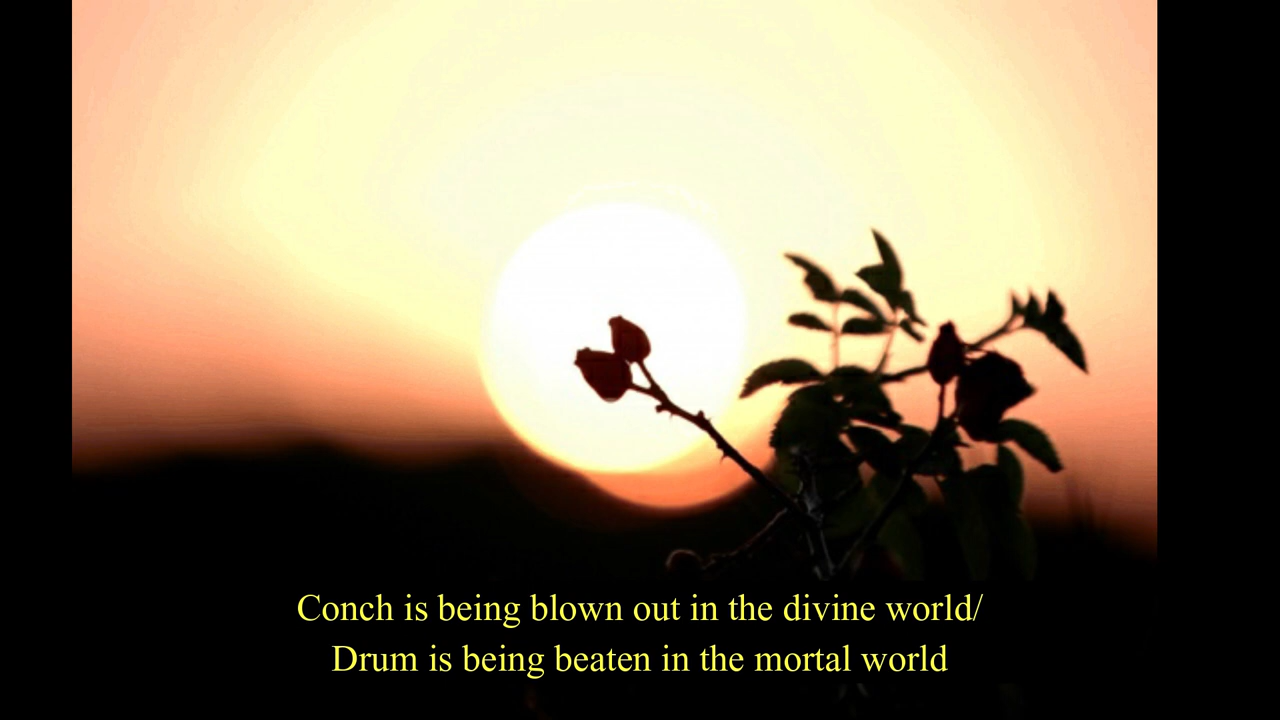 Conch is being blown out in the divine world/
Drum is being beaten in the mortal world